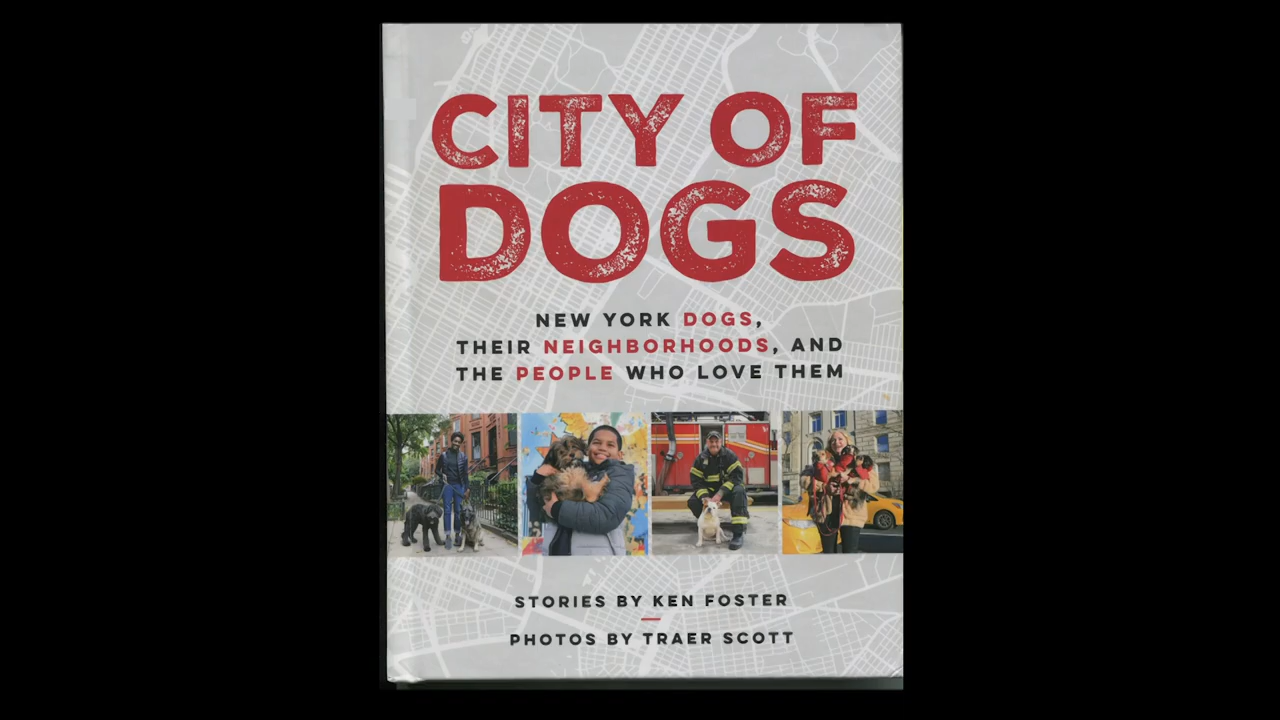 CITY OF
DOGS
NEW YORK DOGS,
THEIR NEIGHBORHOODS, AND
THE PEOPLE WHO LOVE THEM
STORIES BY KEN FOSTER
PHOTOS BY TRAER SCOTT